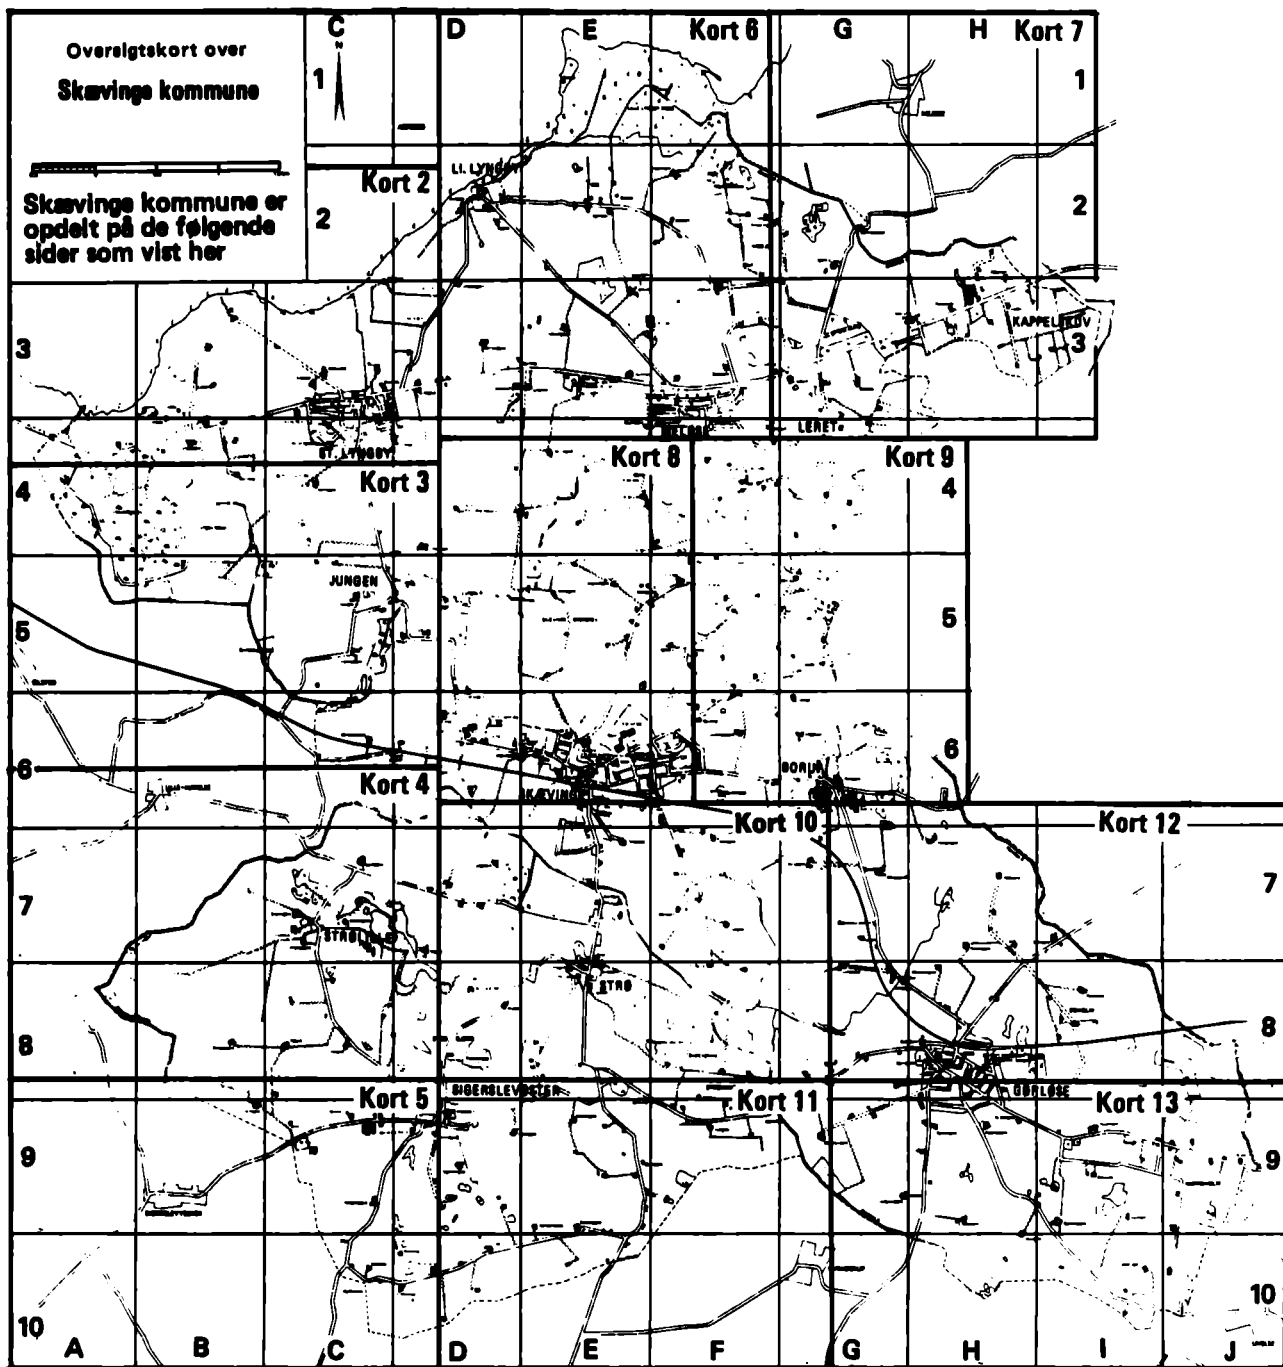 Oversigtskort over
Skævinge kommune
Skævinge kommune er
opdelt på de følgende
sider som vist her
C
D
E
Kort 6
G
H
Kort 7
N
1
1
Kort 2
LI. LYNGBY
2
2
3
KAPPELSKOV
3
ST. LYNGBY
MELØSE
LERET
Kort 8
Kort 9
4
Kort 3
4
JUNGEN
5
5
6
BORUP
6
Kort 4
SKÆVINGE
Kort 10
Kort 12
7
7
STRØLILLE
STRØ
8
8
Kort 5
SIGERSLEVØSTER
Kort 11
GØRLØSE
Kort 13
9
9
10
10
A
B
C
D
E
F
G
H
I
J